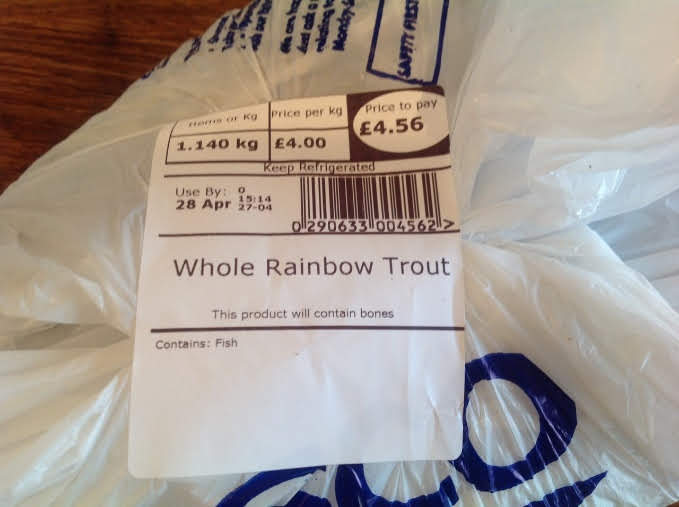 SAFETY FIRST
Items or Kg Price per kg Price to pay
1.140 kg £4.00 £4.56
Keep Refrigerated
Use By: 0
28 Apr 15:14
27-04
0 290633 004562 >
Whole Rainbow Trout
This product will contain bones
Contains: Fish